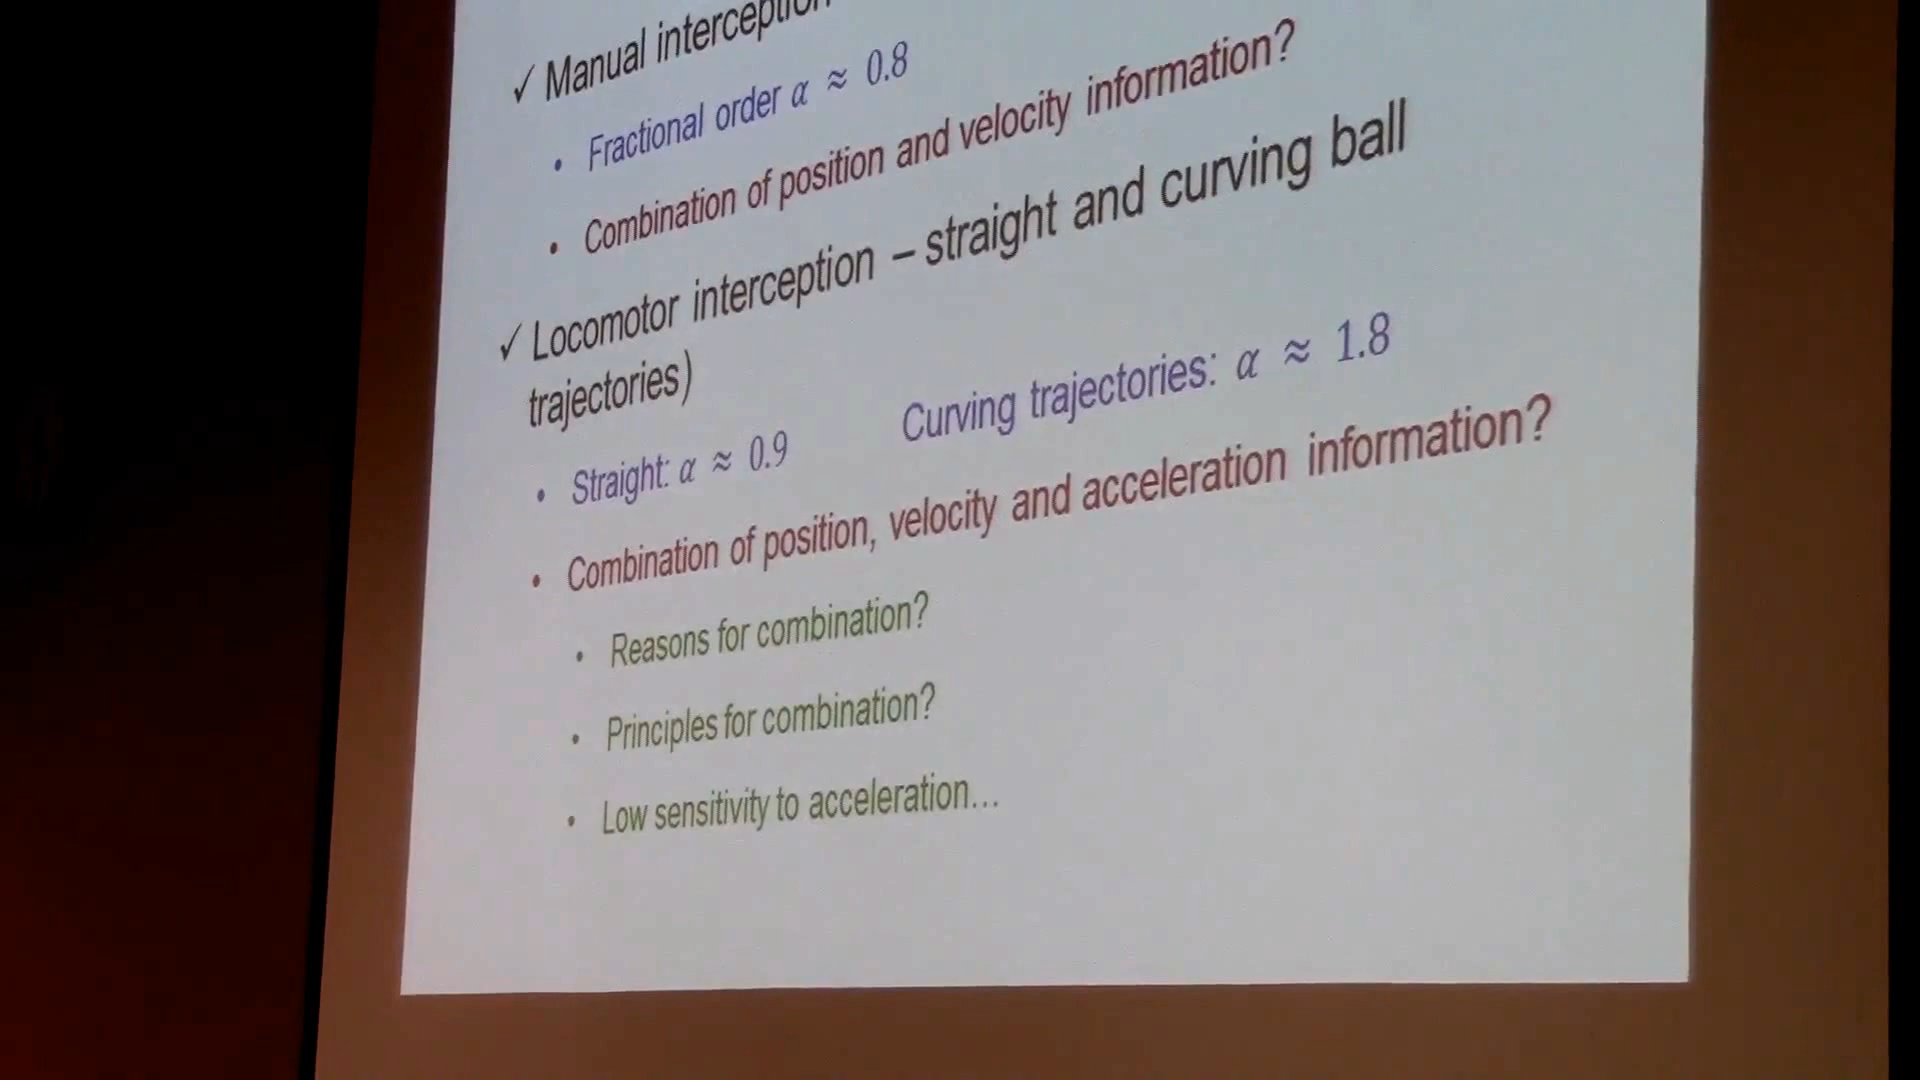 ✓ Manual interception
• Fractional order α ≈ 0.8
• Combination of position and velocity information?
✓ Locomotor interception – straight and curving ball
trajectories)
• Straight: α ≈ 0.9 Curving trajectories: α ≈ 1.8
• Combination of position, velocity and acceleration information?
• Reasons for combination?
• Principles for combination?
• Low sensitivity to acceleration…